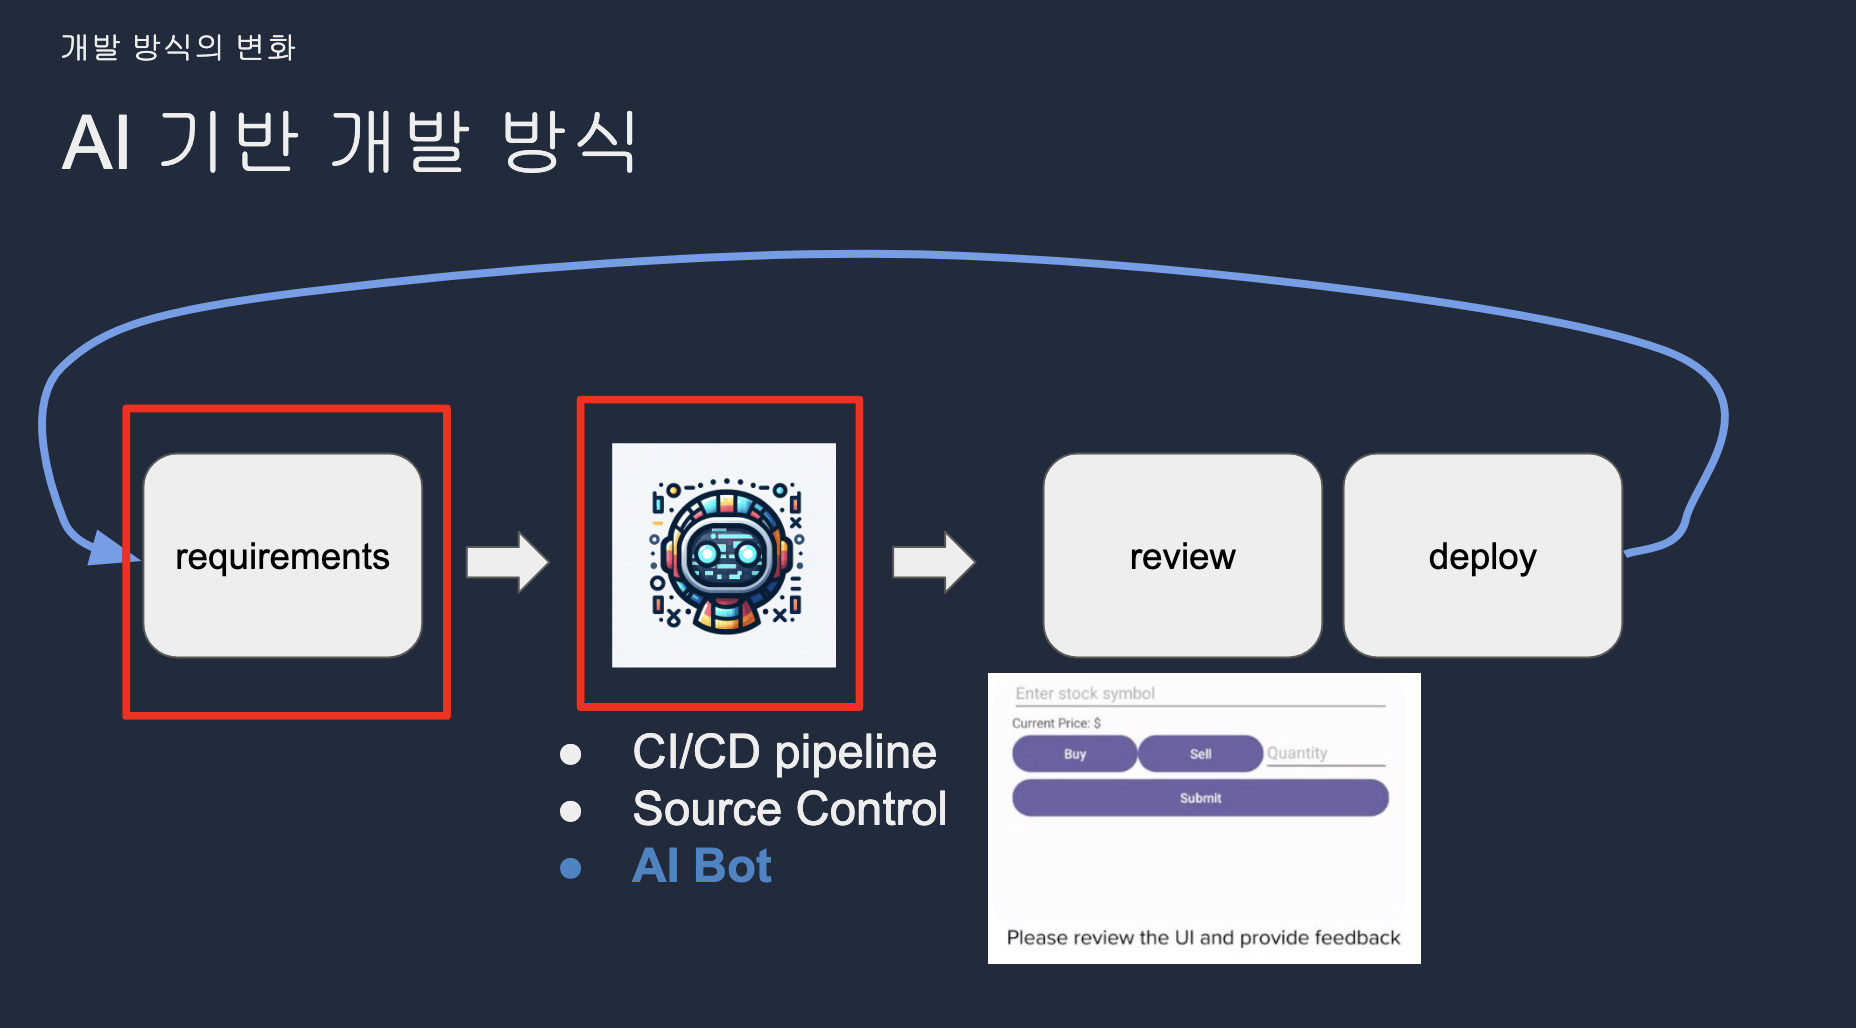 개발 방식의 변화
AI 기반 개발 방식
requirements
review
deploy
CI/CD pipeline
Source Control
AI Bot
Enter stock symbol
Current Price: $
Buy
Sell
Quantity
Submit
Please review the UI and provide feedback